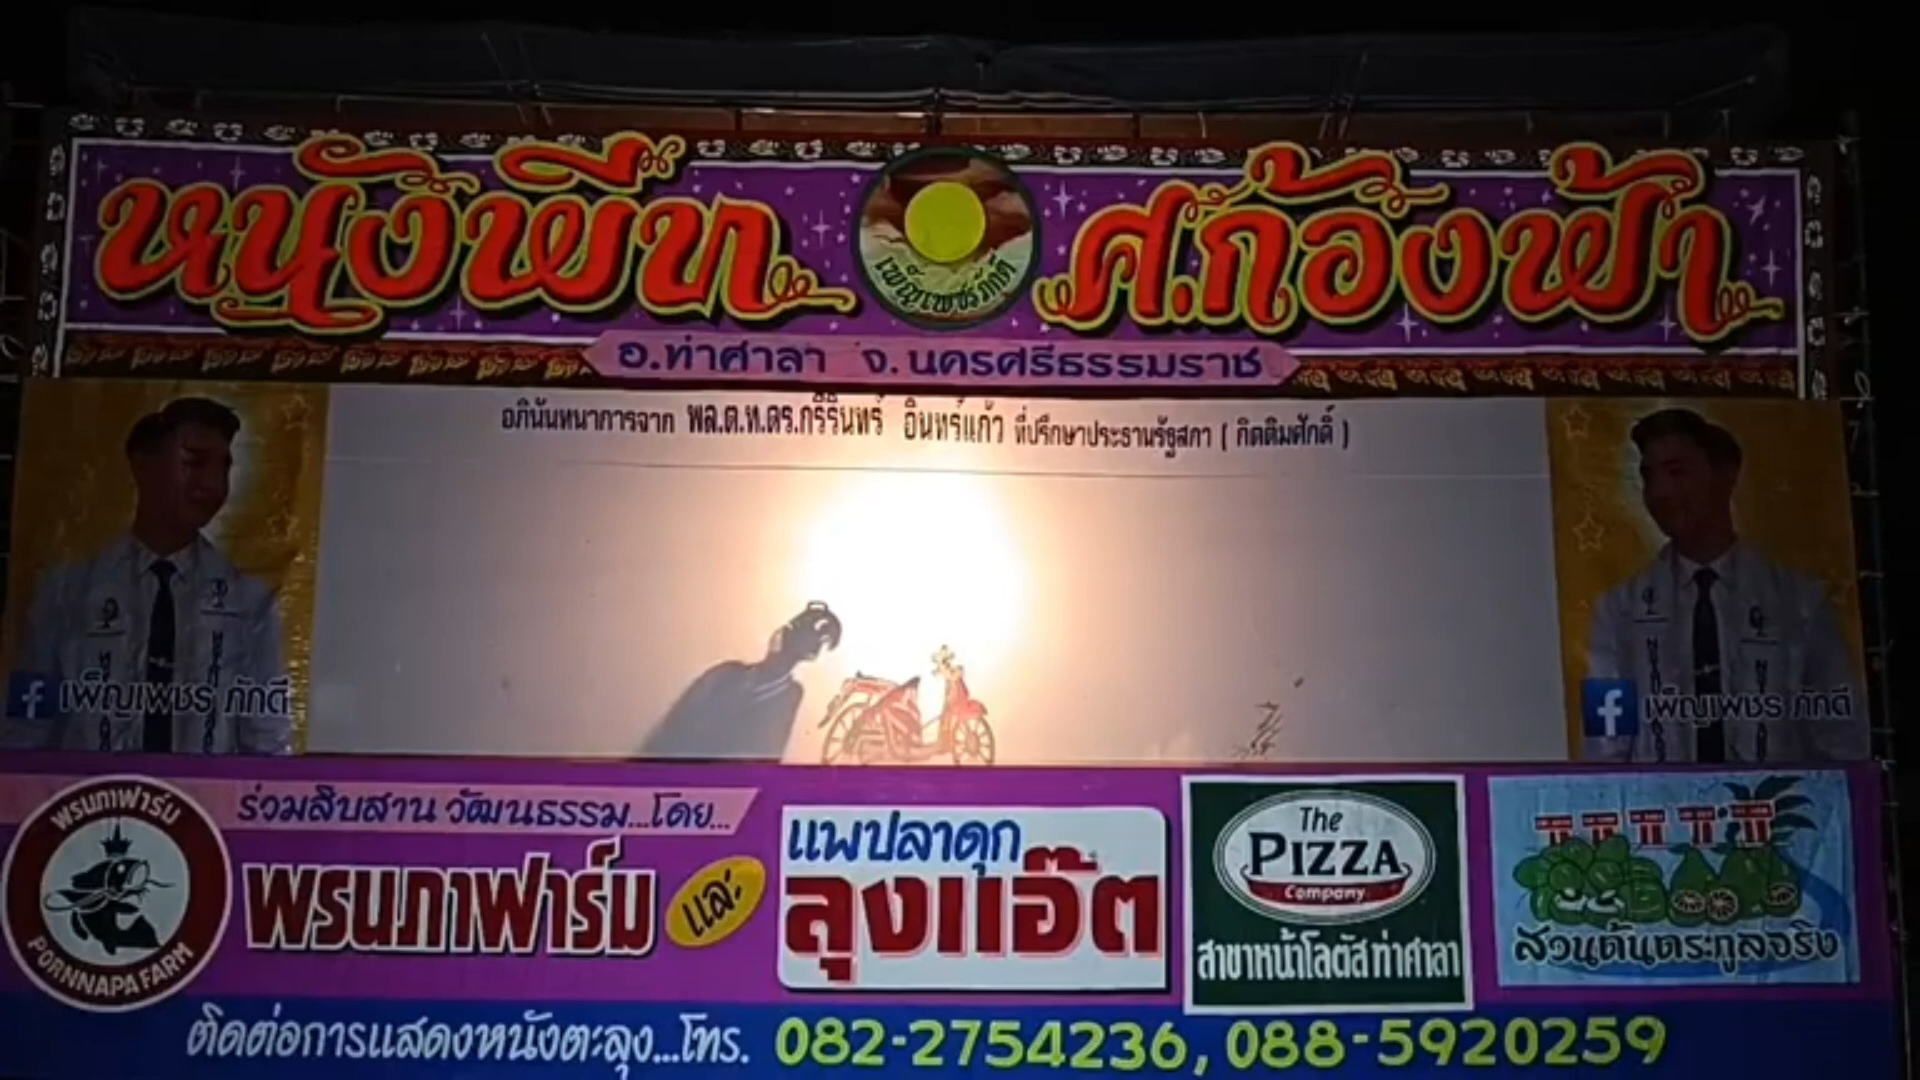 หนังพีท ศ.ก้องฟ้า
เพ็ญเพชร ภักดี
อ.ท่าศาลา จ.นครศรีธรรมราช
อภินันทนาการจาก พล.ต.ท.ดร.กรีรินทร์ อินทร์แก้ว ที่ปรึกษาประธานรัฐสภา ( กิตติมศักดิ์ )
เพ็ญเพชร ภักดี
เพ็ญเพชร ภักดี
พรนภาฟาร์ม
PORNNAPA FARM
ร่วมสืบสาน วัฒนธรรม...โดย...
พรนภาฟาร์ม และ
แพปลาดุก
ลุงแอ๊ต
The
PIZZA
Company
สาขาหน้าโลตัส ท่าศาลา
สวนต้นตระกูลจริง
ติดต่อการแสดงหนังตะลุง...โทร. 082-2754236, 088-5920259